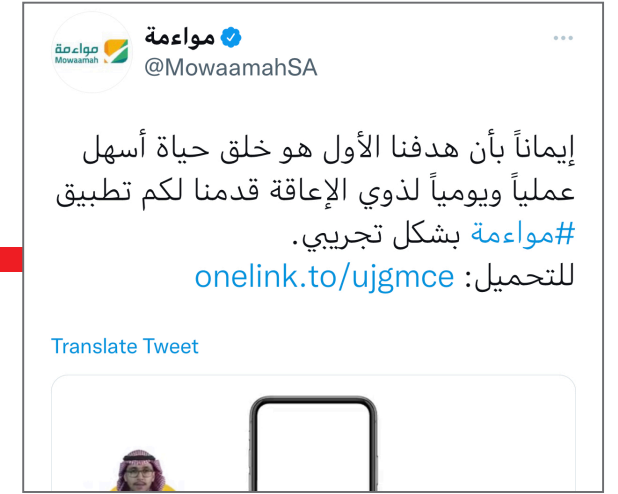 مواءمة
Mowaamah
مواءمة
@MowaamahSA
إيماناً بأن هدفنا الأول هو خلق حياة أسهل
عملياً ويومياً لذوي الإعاقة قدمنا لكم تطبيق
#مواءمة بشكل تجريبي.
للتحميل: onelink.to/ujgmce
Translate Tweet